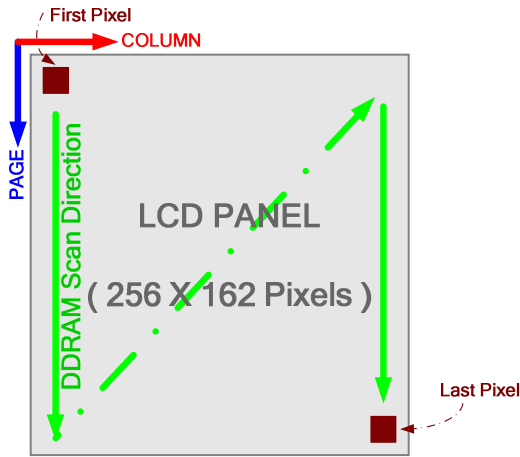 First Pixel
COLUMN
PAGE
DDRAM Scan Direction
LCD PANEL
( 256 X 162 Pixels )
Last Pixel